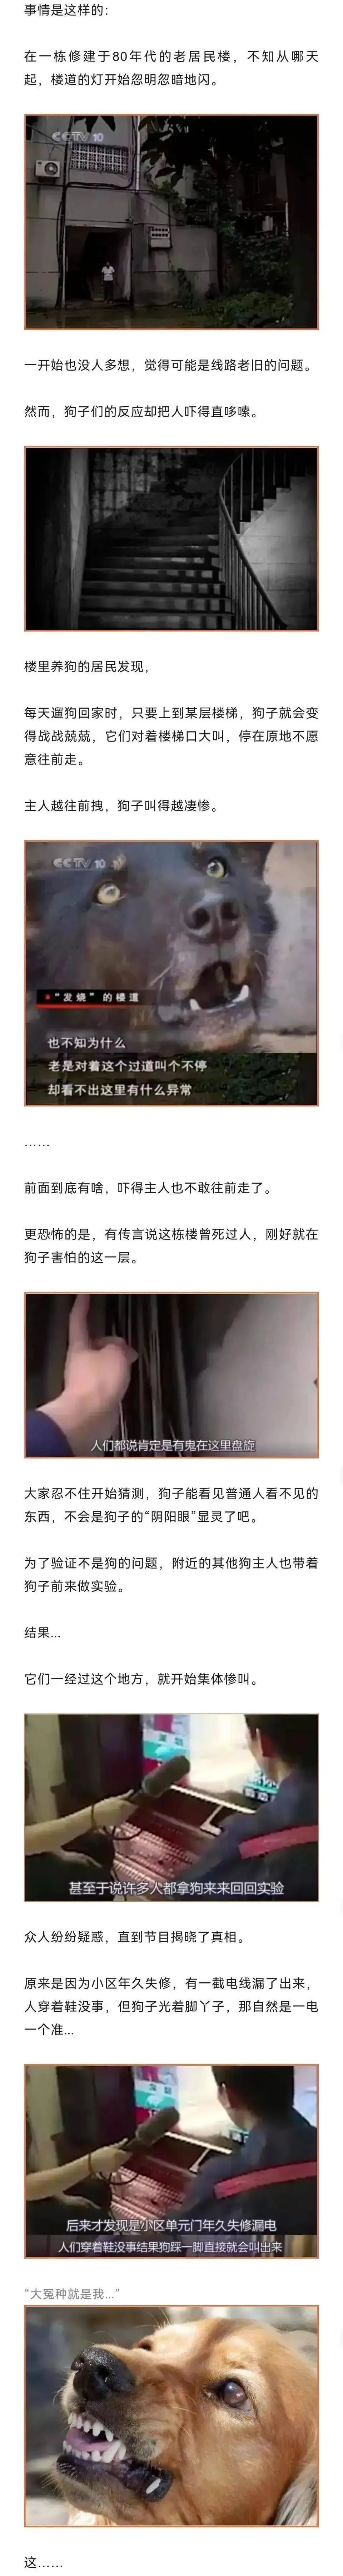 事情是这样的：
在一栋修建于80年代的老居民楼，不知从哪天
起，楼道的灯开始忽明忽暗地闪。
CCTV 10
一开始也没人多想，觉得可能是线路老旧的问题。
然而，狗子们的反应却把人吓得直哆嗦。
楼里养狗的居民发现，
每天遛狗回家时，只要上到某层楼梯，狗子就会变
得战战兢兢，它们对着楼梯口大叫，停在原地不愿
意往前走。
主人越往前拽，狗子叫得越凄惨。
CCTV 10
“发烧”的楼道
也不知为什么
老是对着这个过道叫个不停
却看不出这里有什么异常
……
前面到底有啥，吓得主人也不敢往前走了。
更恐怖的是，有传言说这栋楼曾死过人，刚好就在
狗子害怕的这一层。
人们都说肯定是有鬼在这里盘旋
大家忍不住开始猜测，狗子能看见普通人看不见的
东西，不会是狗子的“阴阳眼”显灵了吧。
为了验证不是狗的问题，附近的其他狗主人也带着
狗子前来做实验。
结果...
它们一经过这个地方，就开始集体惨叫。
甚至于说许多人都拿狗来来回回实验
众人纷纷疑惑，直到节目揭晓了真相。
原来是因为小区年久失修，有一截电线漏了出来，
人穿着鞋没事，但狗子光着脚丫子，那自然是一电
一个准...
后来才发现是小区单元门年久失修漏电
人们穿着鞋没事结果狗踩一脚直接就会叫出来
“大冤种就是我...”
这……